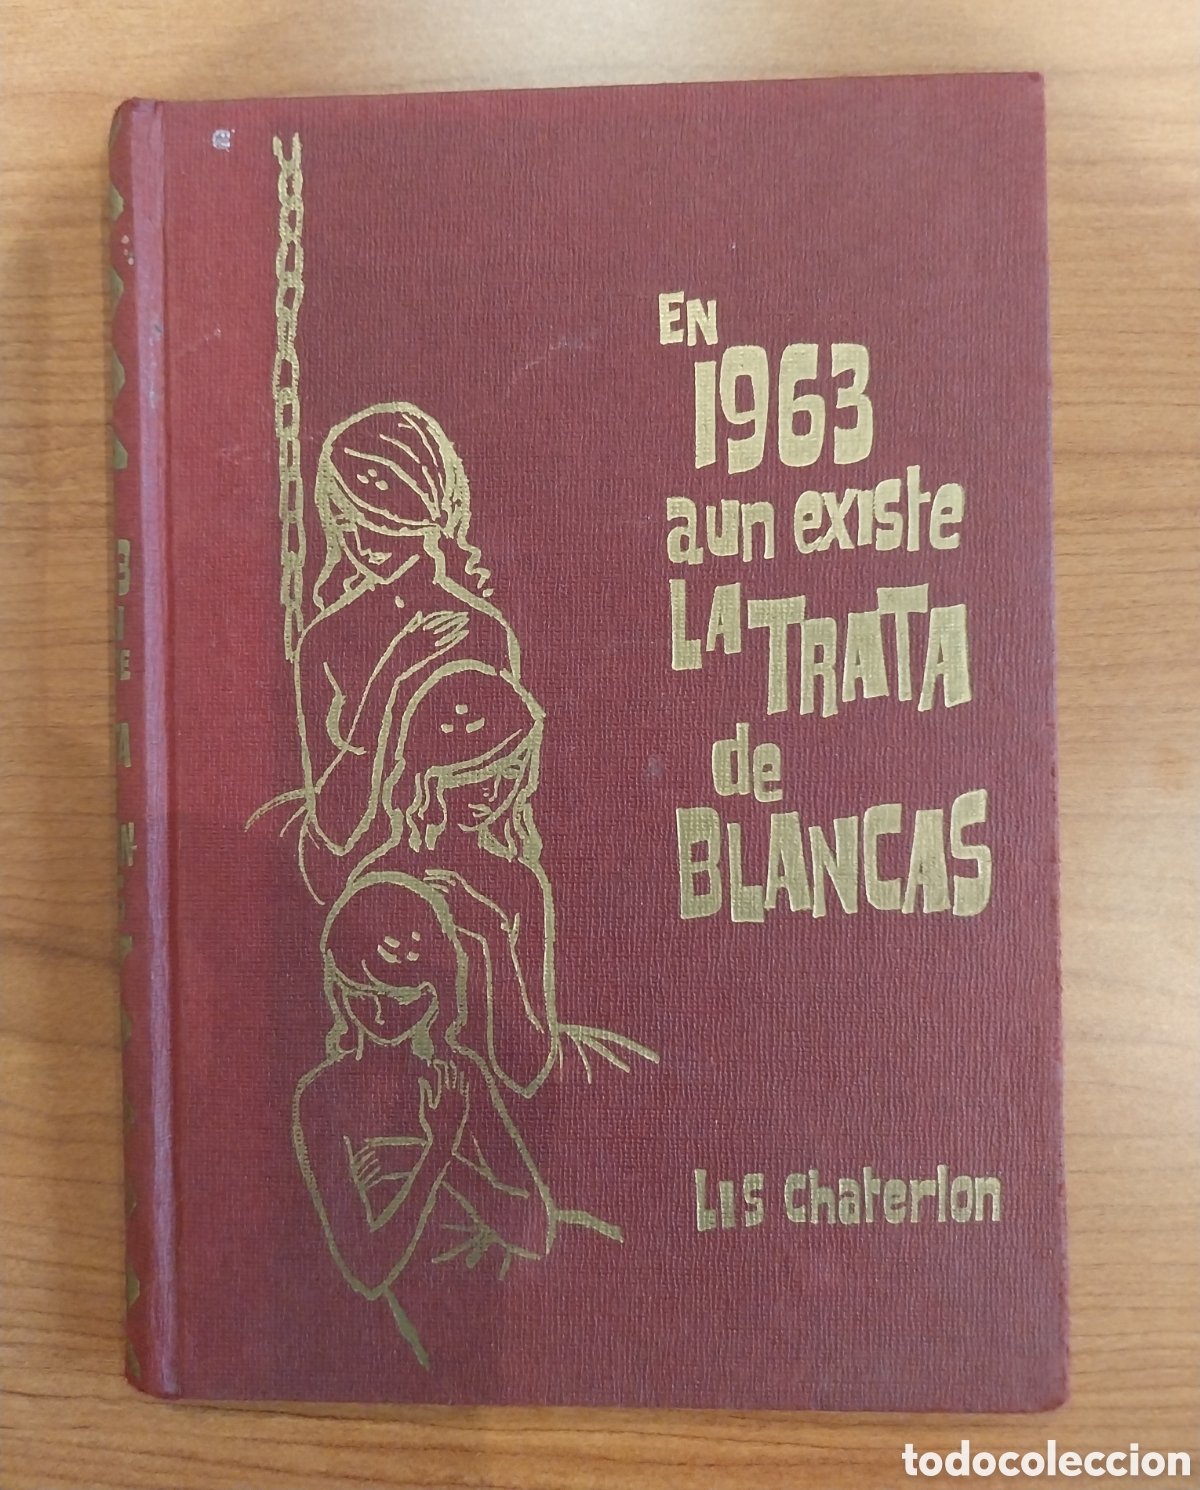 EN
1963
aun existe
LA TRATA
de
BLANCAS
Lis Chaterlon
todocoleccion